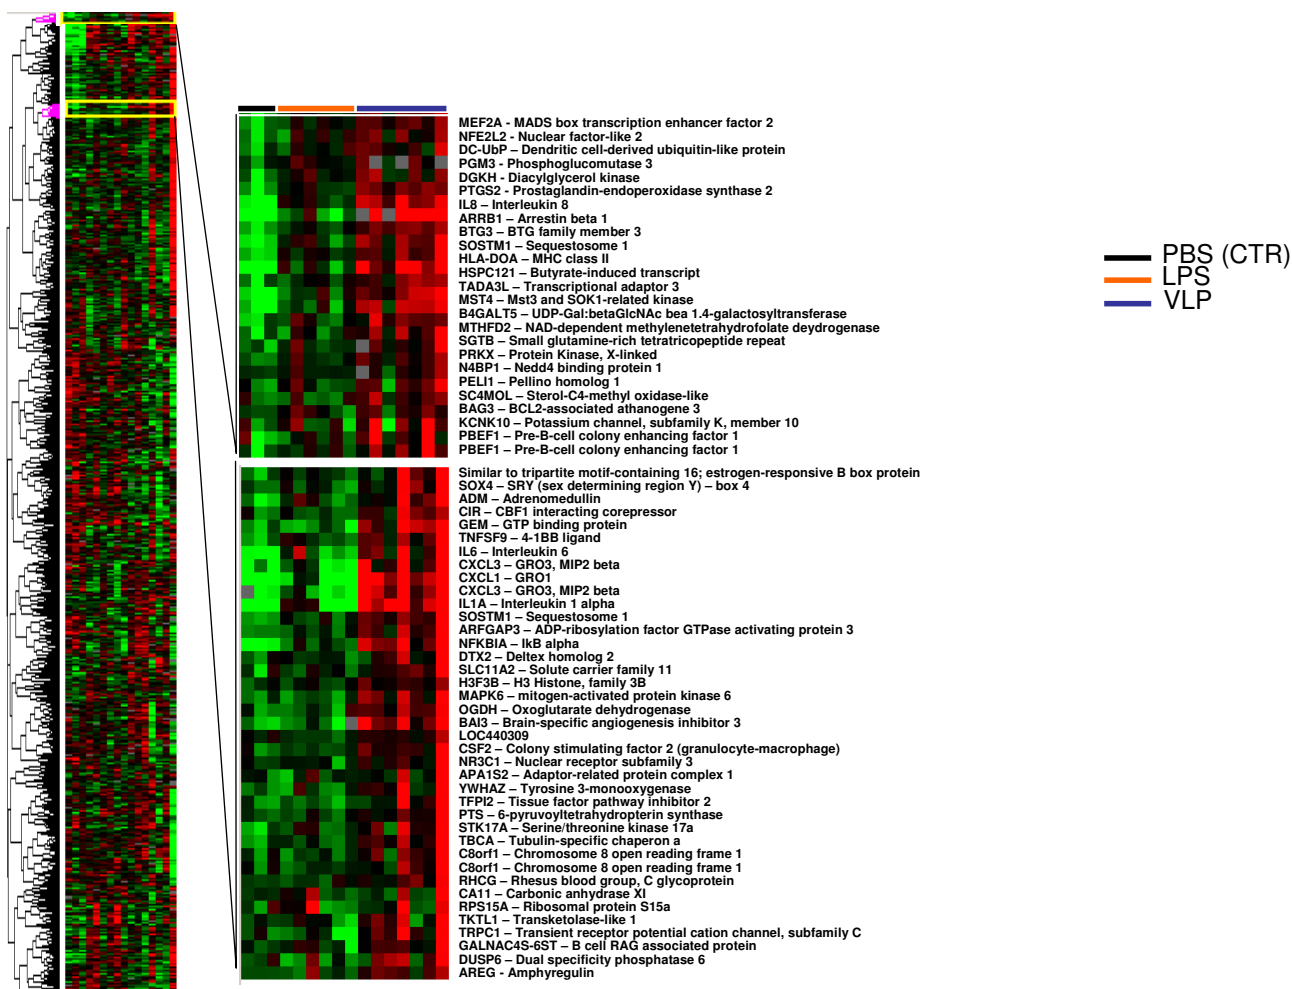 MEF2A - MADS box transcription enhancer factor 2
NFE2L2 - Nuclear factor-like 2
DC-UbP – Dendritic cell-derived ubiquitin-like protein
PGM3 - Phosphoglucomutase 3
DGKH - Diacylglycerol kinase
PTGS2 - Prostaglandin-endoperoxidase synthase 2
IL8 – Interleukin 8
ARRB1 – Arrestin beta 1
BTG3 – BTG family member 3
SOSTM1 – Sequestosome 1
HLA-DOA – MHC class II
HSPC121 – Butyrate-induced transcript
TADA3L – Transcriptional adaptor 3
MST4 – Mst3 and SOK1-related kinase
B4GALT5 – UDP-Gal:betaGlcNAc bea 1.4-galactosyltransferase
MTHFD2 – NAD-dependent methylenetetrahydrofolate deydrogenase
SGTB – Small glutamine-rich tetratricopeptide repeat
PRKX – Protein Kinase, X-linked
N4BP1 – Nedd4 binding protein 1
PELI1 – Pellino homolog 1
SC4MOL – Sterol-C4-methyl oxidase-like
BAG3 – BCL2-associated athanogene 3
KCNK10 – Potassium channel, subfamily K, member 10
PBEF1 – Pre-B-cell colony enhancing factor 1
PBEF1 – Pre-B-cell colony enhancing factor 1
Similar to tripartite motif-containing 16; estrogen-responsive B box protein
SOX4 – SRY (sex determining region Y) – box 4
ADM – Adrenomedullin
CIR – CBF1 interacting corepressor
GEM – GTP binding protein
TNFSF9 – 4-1BB ligand
IL6 – Interleukin 6
CXCL3 – GRO3, MIP2 beta
CXCL1 – GRO1
CXCL3 – GRO3, MIP2 beta
IL1A – Interleukin 1 alpha
SOSTM1 – Sequestosome 1
ARFGAP3 – ADP-ribosylation factor GTPase activating protein 3
NFKBIA – IkB alpha
DTX2 – Deltex homolog 2
SLC11A2 – Solute carrier family 11
H3F3B – H3 Histone, family 3B
MAPK6 – mitogen-activated protein kinase 6
OGDH – Oxoglutarate dehydrogenase
BAI3 – Brain-specific angiogenesis inhibitor 3
LOC440309
CSF2 – Colony stimulating factor 2 (granulocyte-macrophage)
NR3C1 – Nuclear receptor subfamily 3
APA1S2 – Adaptor-related protein complex 1
YWHAZ – Tyrosine 3-monooxygenase
TFPI2 – Tissue factor pathway inhibitor 2
PTS – 6-pyruvoyltetrahydropterin synthase
STK17A – Serine/threonine kinase 17a
TBCA – Tubulin-specific chaperon a
C8orf1 – Chromosome 8 open reading frame 1
C8orf1 – Chromosome 8 open reading frame 1
RHCG – Rhesus blood group, C glycoprotein
CA11 – Carbonic anhydrase XI
RPS15A – Ribosomal protein S15a
TKTL1 – Transketolase-like 1
TRPC1 – Transient receptor potential cation channel, subfamily C
GALNAC4S-6ST – B cell RAG associated protein
DUSP6 – Dual specificity phosphatase 6
AREG - Amphyregulin
PBS (CTR)
LPS
VLP